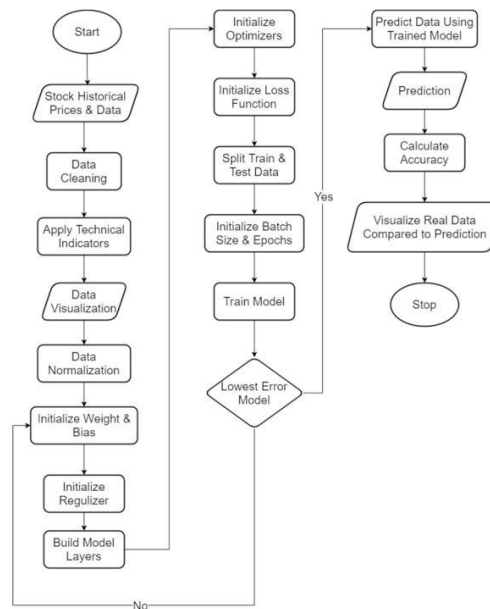 Start
Stock Historical
Prices & Data
Data
Cleaning
Apply Technical
Indicators
Data
Visualization
Data
Normalization
Initialize Weight &
Bias
Initialize
Regulizer
Build Model
Layers
Initialize
Optimizers
Initialize Loss
Function
Split Train &
Test Data
Initialize Batch
Size & Epochs
Train Model
Lowest Error
Model
No
Yes
Predict Data Using
Trained Model
Prediction
Calculate
Accuracy
Visualize Real Data
Compared to Prediction
Stop